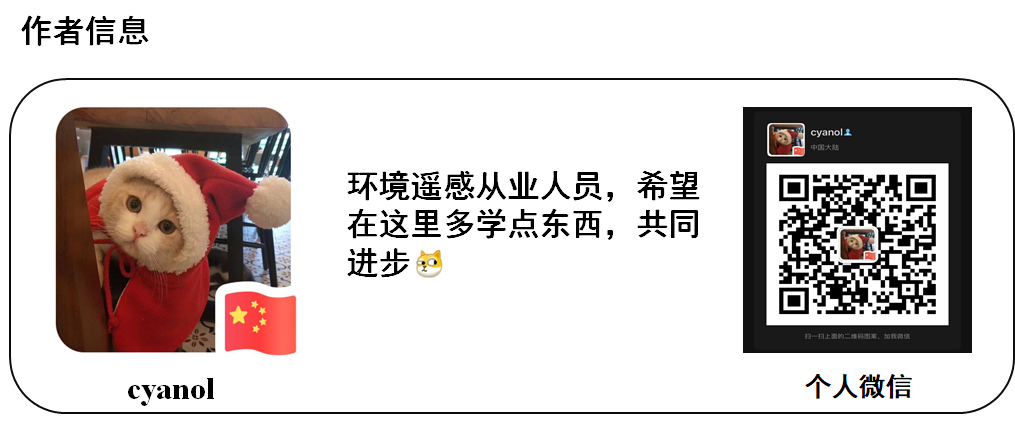 作者信息
环境遥感从业人员，希望
在这里多学点东西，共同
进步
cyanol
cyanol
中国大陆
扫一扫上面的二维码图案，加我微信
个人微信